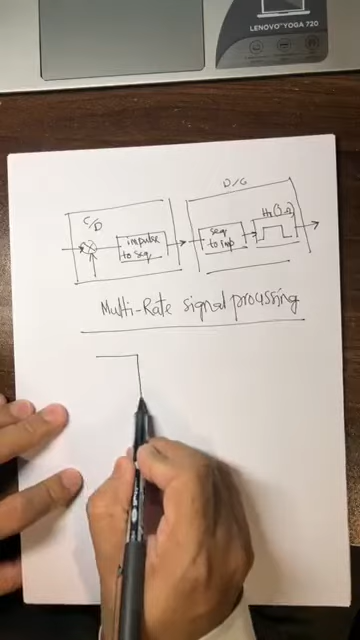 LENOVO YOGA 720
D/C
C/D
impulse
to seq
seq
to imp
Hr(jΩ)
Multi-Rate signal processing